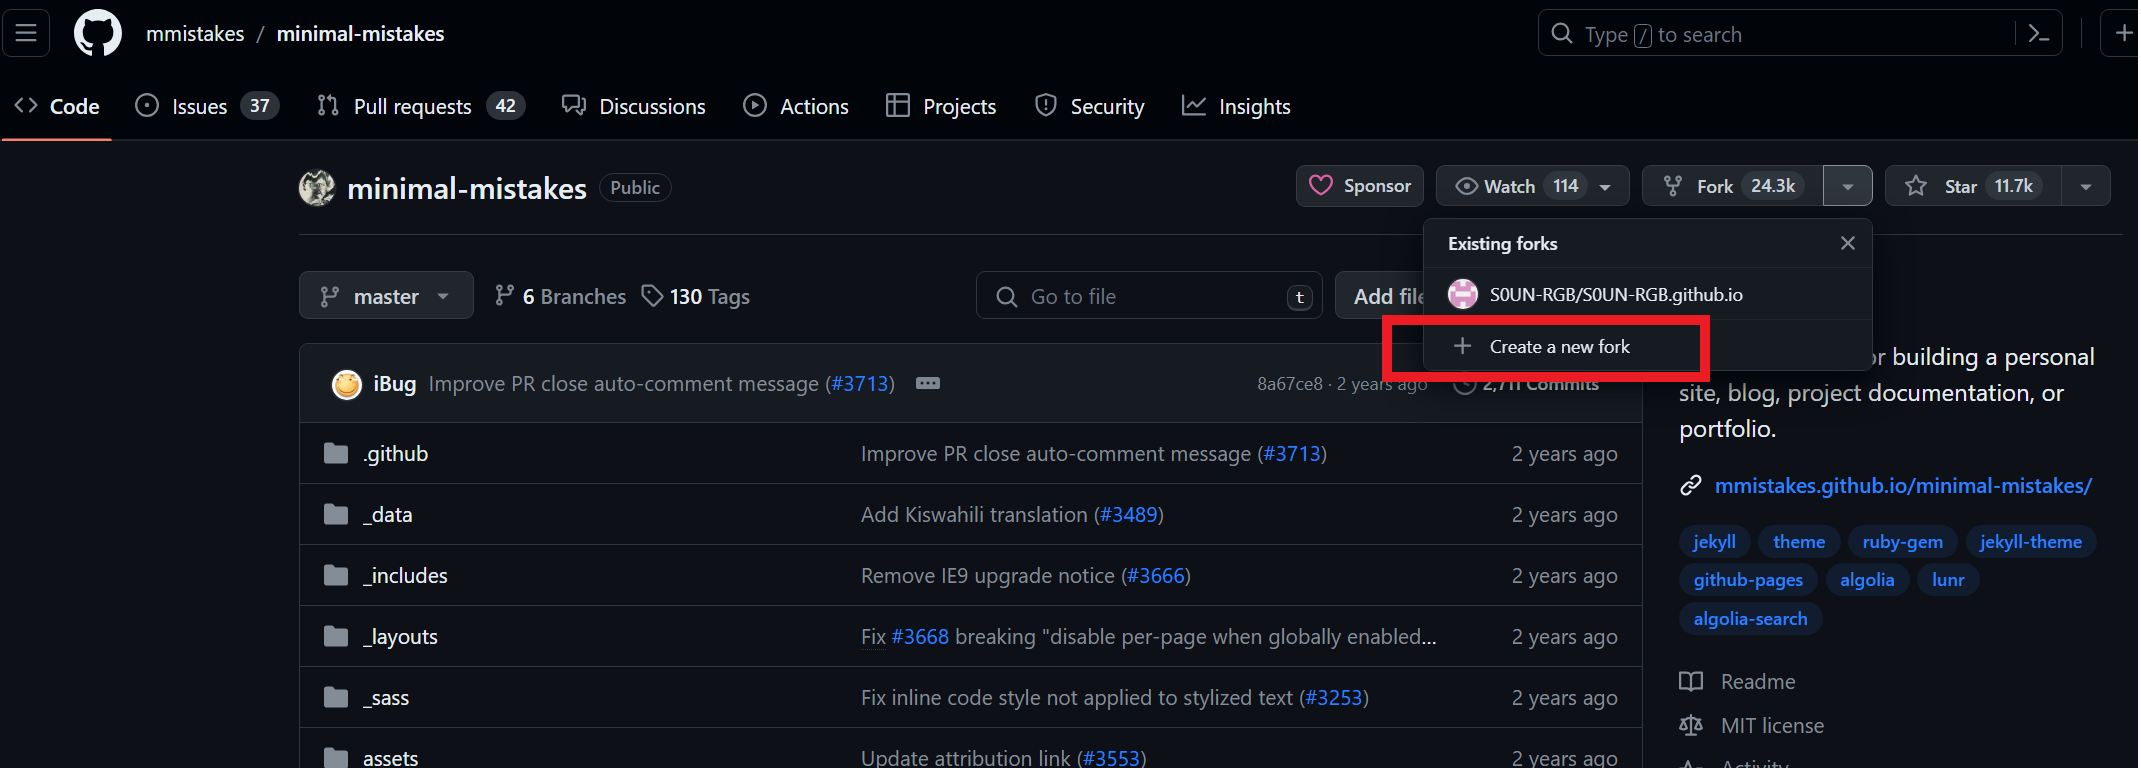 mmistakes / minimal-mistakes
Type / to search
Code
Issues 37
Pull requests 42
Discussions
Actions
Projects
Security
Insights
minimal-mistakes Public
Sponsor
Watch 114
Fork 24.3k
Star 11.7k
Existing forks
S0UN-RGB/S0UN-RGB.github.io
Create a new fork
master
6 Branches
130 Tags
Go to file t
Add file
iBug Improve PR close auto-comment message (#3713)
8a67ce8 · 2 years ago
2,711 Commits
.github Improve PR close auto-comment message (#3713) 2 years ago
_data Add Kiswahili translation (#3489) 2 years ago
_includes Remove IE9 upgrade notice (#3666) 2 years ago
_layouts Fix #3668 breaking "disable per-page when globally enabled... 2 years ago
_sass Fix inline code style not applied to stylized text (#3253) 2 years ago
assets Update attribution link (#3553) 2 years ago
or building a personal
site, blog, project documentation, or
portfolio.
mmistakes.github.io/minimal-mistakes/
jekyll theme ruby-gem jekyll-theme
github-pages algolia lunr
algolia-search
Readme
MIT license
Activity